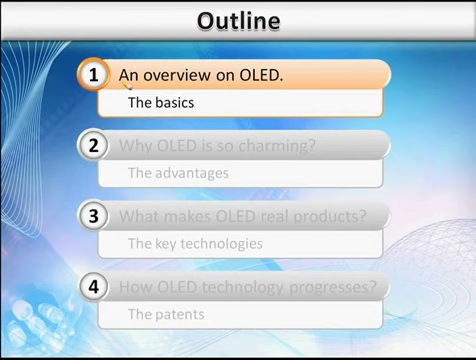 Outline
1 An overview on OLED.
The basics
2 Why OLED is so charming?
The advantages
3 What makes OLED real products?
The key technologies
4 How OLED technology progresses?
The patents